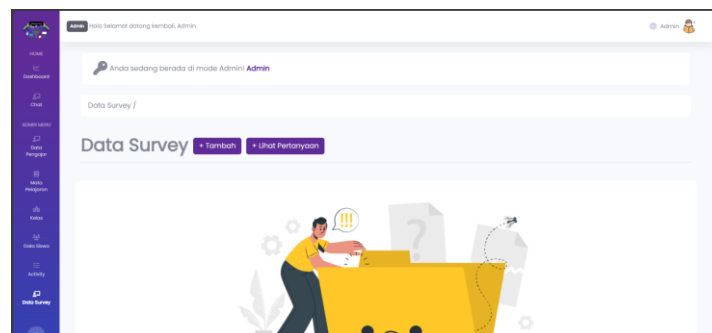 Admin Halo Selamat datang kembali, Admin
Admin
HOME
Dashboard
Chat
ADMIN MENU
Data
Pengajar
Mata
Pelajaran
Kelas
Data Siswa
Activity
Data Survey
Anda sedang berada di mode Admin! Admin
Data Survey /
Data Survey
+ Tambah
+ Lihat Pertanyaan
!!!
?